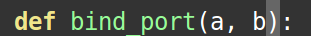 def bind_port(a, b):